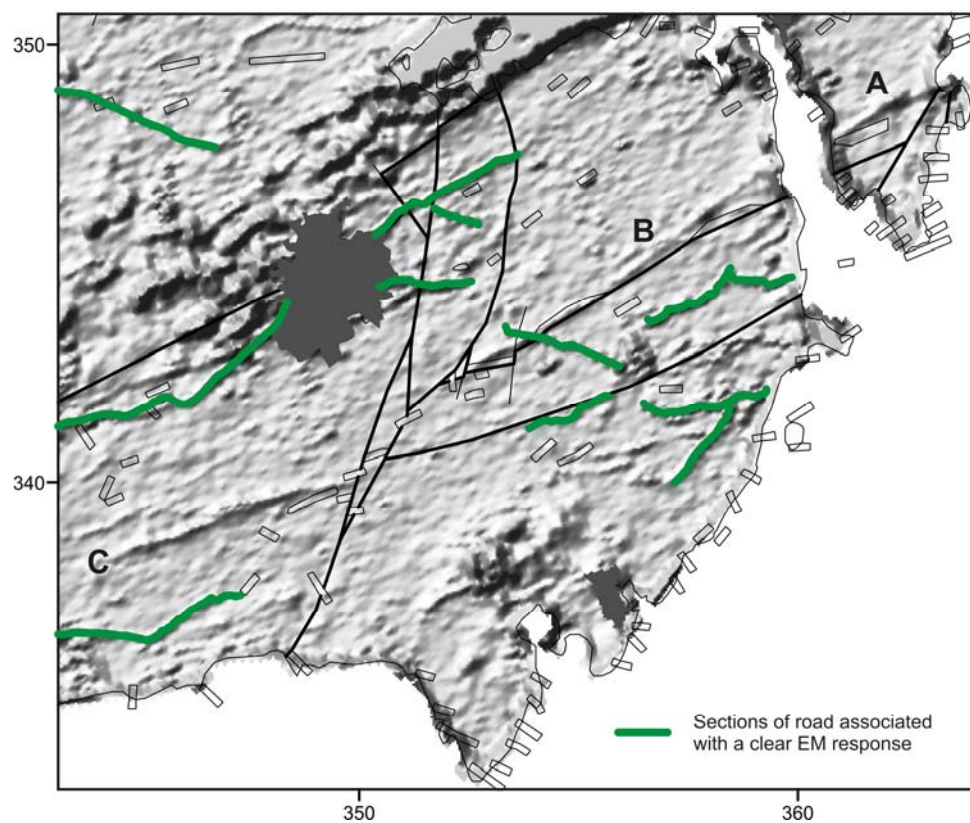 350
A
B
340
C
Sections of road associated
with a clear EM response
350
360